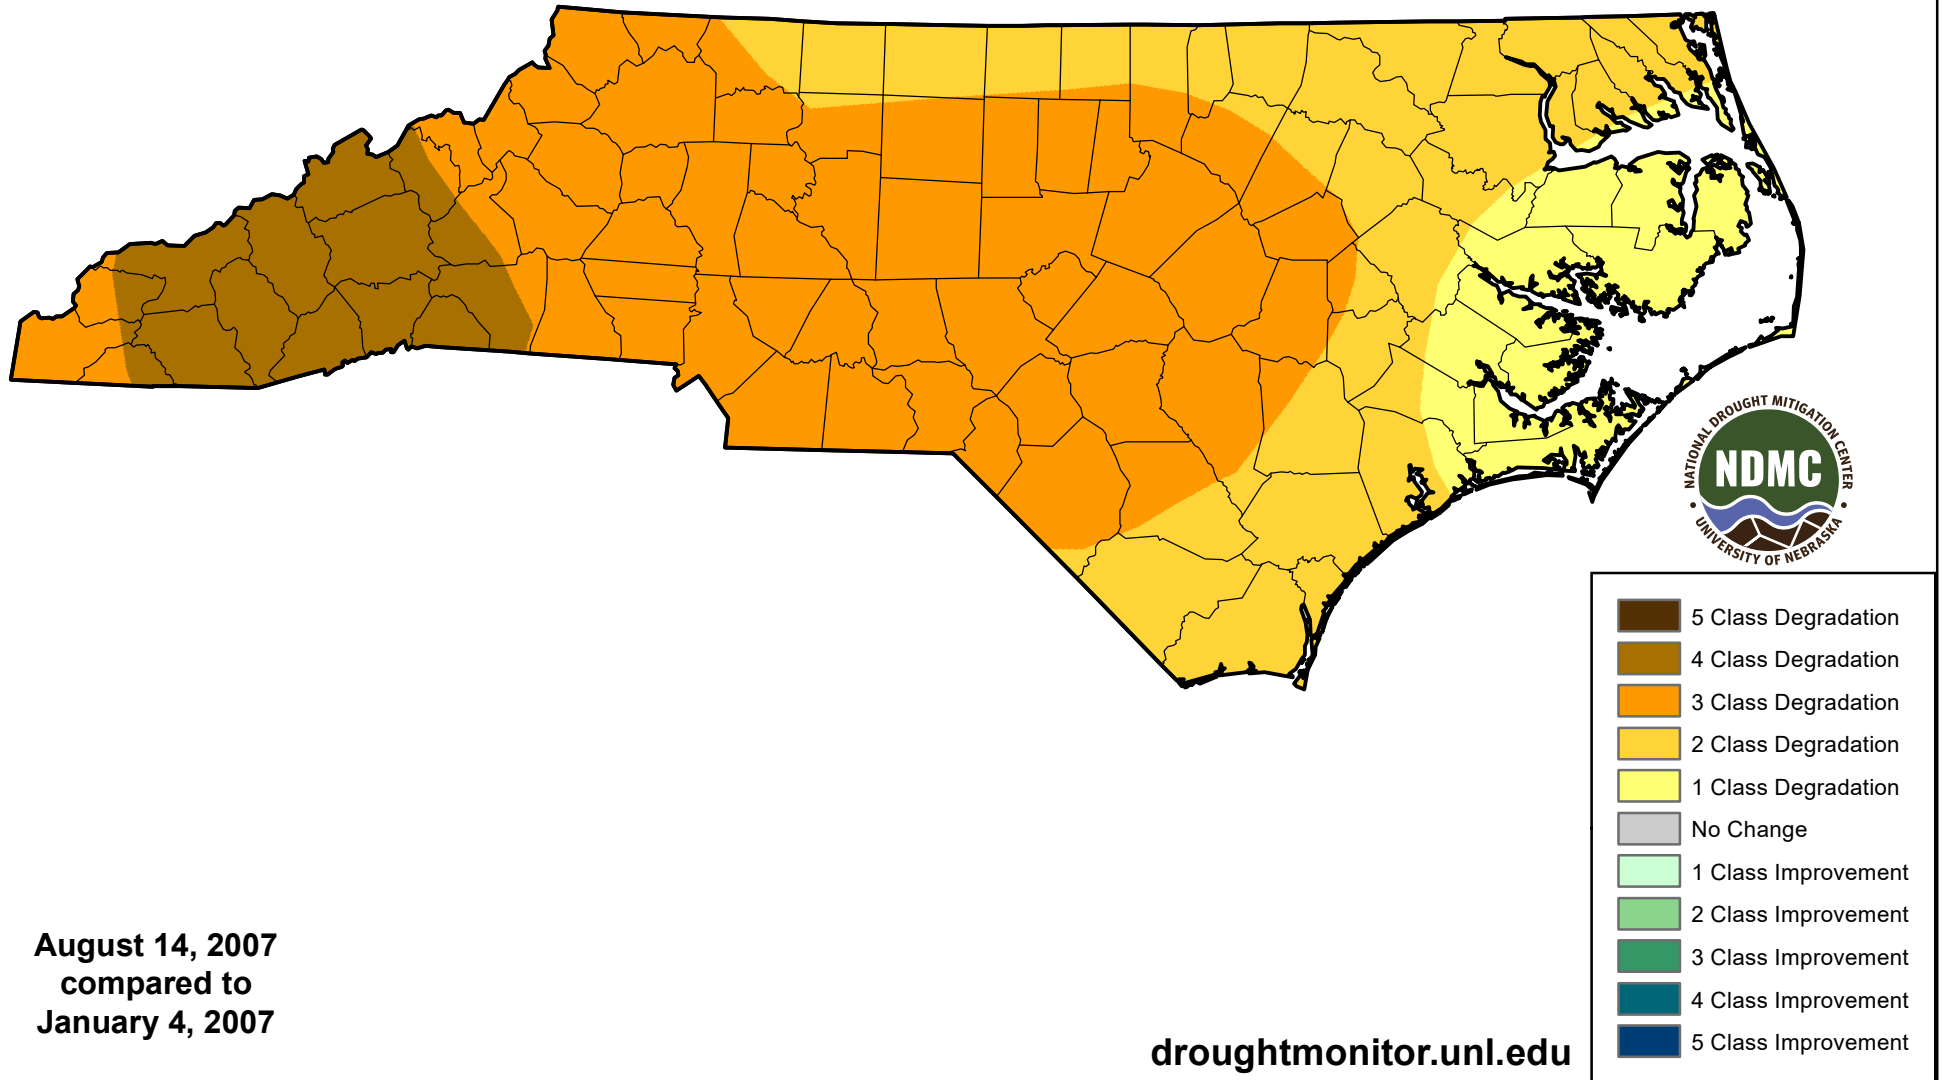 NATIONAL DROUGHT MITIGATION CENTER
NDMC
UNIVERSITY OF NEBRASKA
5 Class Degradation
4 Class Degradation
3 Class Degradation
2 Class Degradation
1 Class Degradation
No Change
1 Class Improvement
2 Class Improvement
3 Class Improvement
4 Class Improvement
5 Class Improvement
August 14, 2007
compared to
January 4, 2007
droughtmonitor.unl.edu